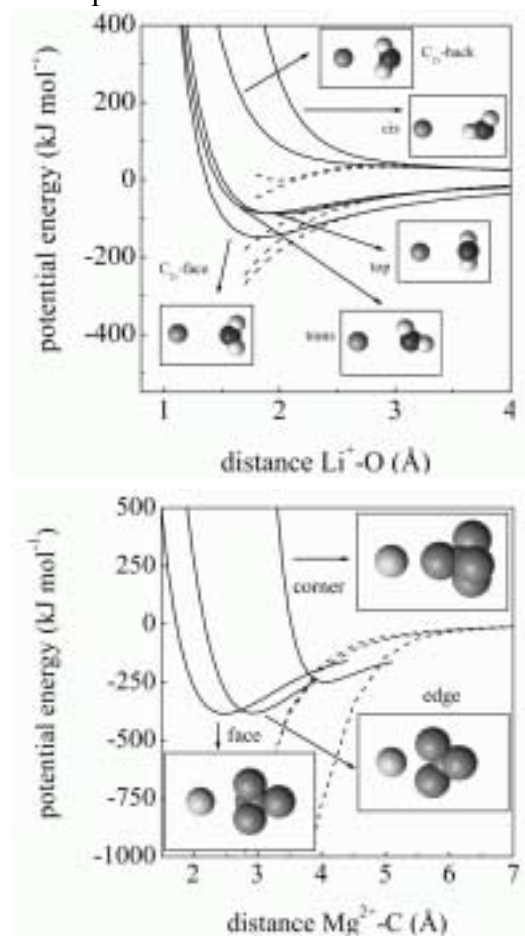 400
200
0
-200
-400
potential energy (kJ mol⁻¹)
C₂ᵥ-back
cis
top
C₂ᵥ-face
trans
1 2 3 4
distance Li⁺-O (Å)
500
250
0
-250
-500
-750
-1000
potential energy (kJ mol⁻¹)
corner
edge
face
2 3 4 5 6 7
distance Mg²⁺-C (Å)